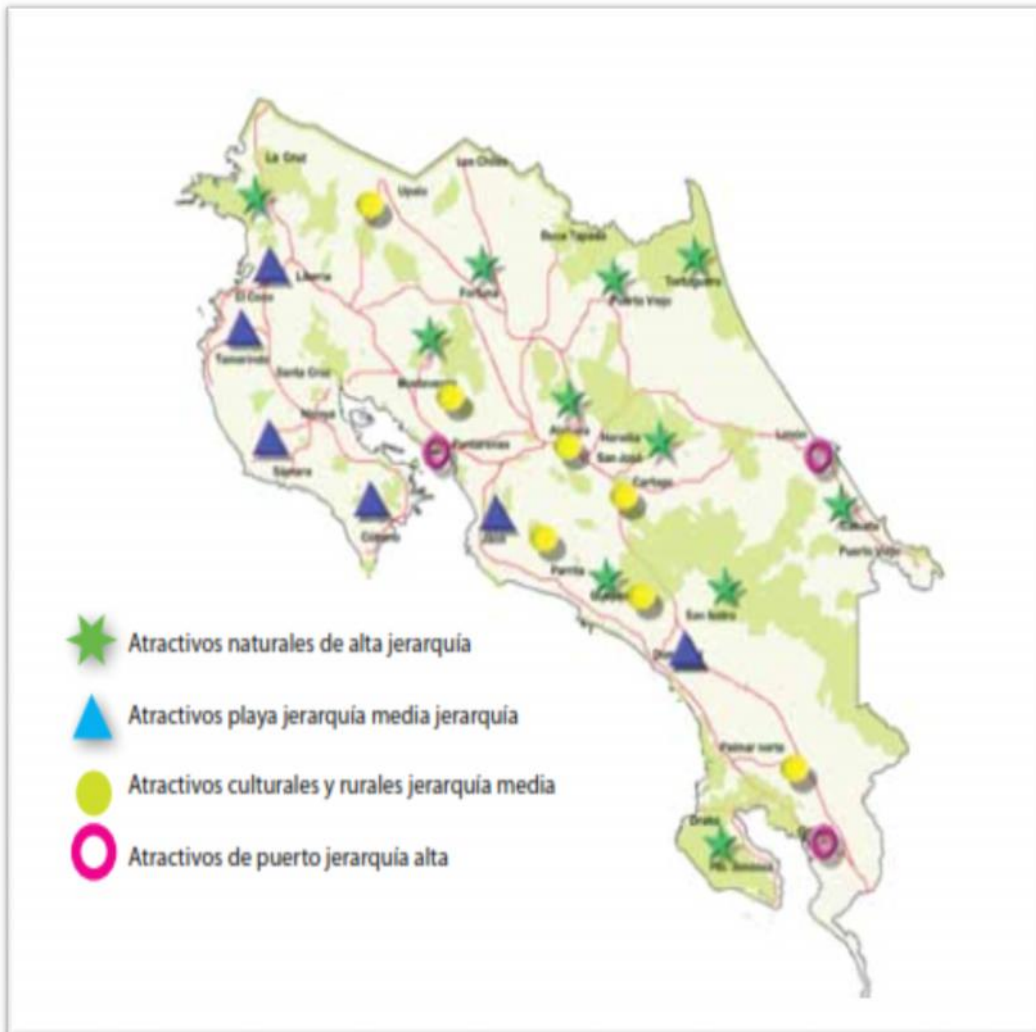 La Cruz
Los Chiles
Upala
Boca Tapada
Tortuguero
Liberia
Fortuna
Puerto Viejo
El Coco
Tamarindo
Santa Cruz
Monteverde
Nicoya
Alajuela
Heredia
Limón
Puntarenas
San José
Sámara
Cartago
Cahuita
Jacó
Cóbano
Puerto Viejo
Parrita
San Isidro
Atractivos naturales de alta jerarquía
Atractivos playa jerarquía media jerarquía
Palmar norte
Atractivos culturales y rurales jerarquía media
Drake
Atractivos de puerto jerarquía alta
Pto. Jiménez